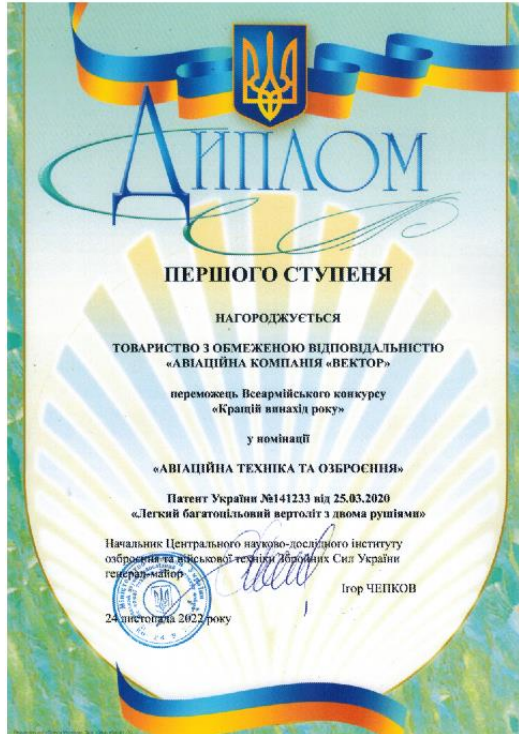 ДИПЛОМ
ПЕРШОГО СТУПЕНЯ
НАГОРОДЖУЄТЬСЯ
ТОВАРИСТВО З ОБМЕЖЕНОЮ ВІДПОВІДАЛЬНІСТЮ
«АВІАЦІЙНА КОМПАНІЯ «ВЕКТОР»
переможець Всеармійського конкурсу
«Кращій винахід року»
у номінації
«АВІАЦІЙНА ТЕХНІКА ТА ОЗБРОЄННЯ»
Патент України №141233 від 25.03.2020
«Легкий багатоцільовий вертоліт з двома рушіями»
Начальник Центрального науково-дослідного інституту
озброєння та військової техніки Збройних Сил України
генерал-майор
Ігор ЧЕПКОВ
24 листопада 2022 року